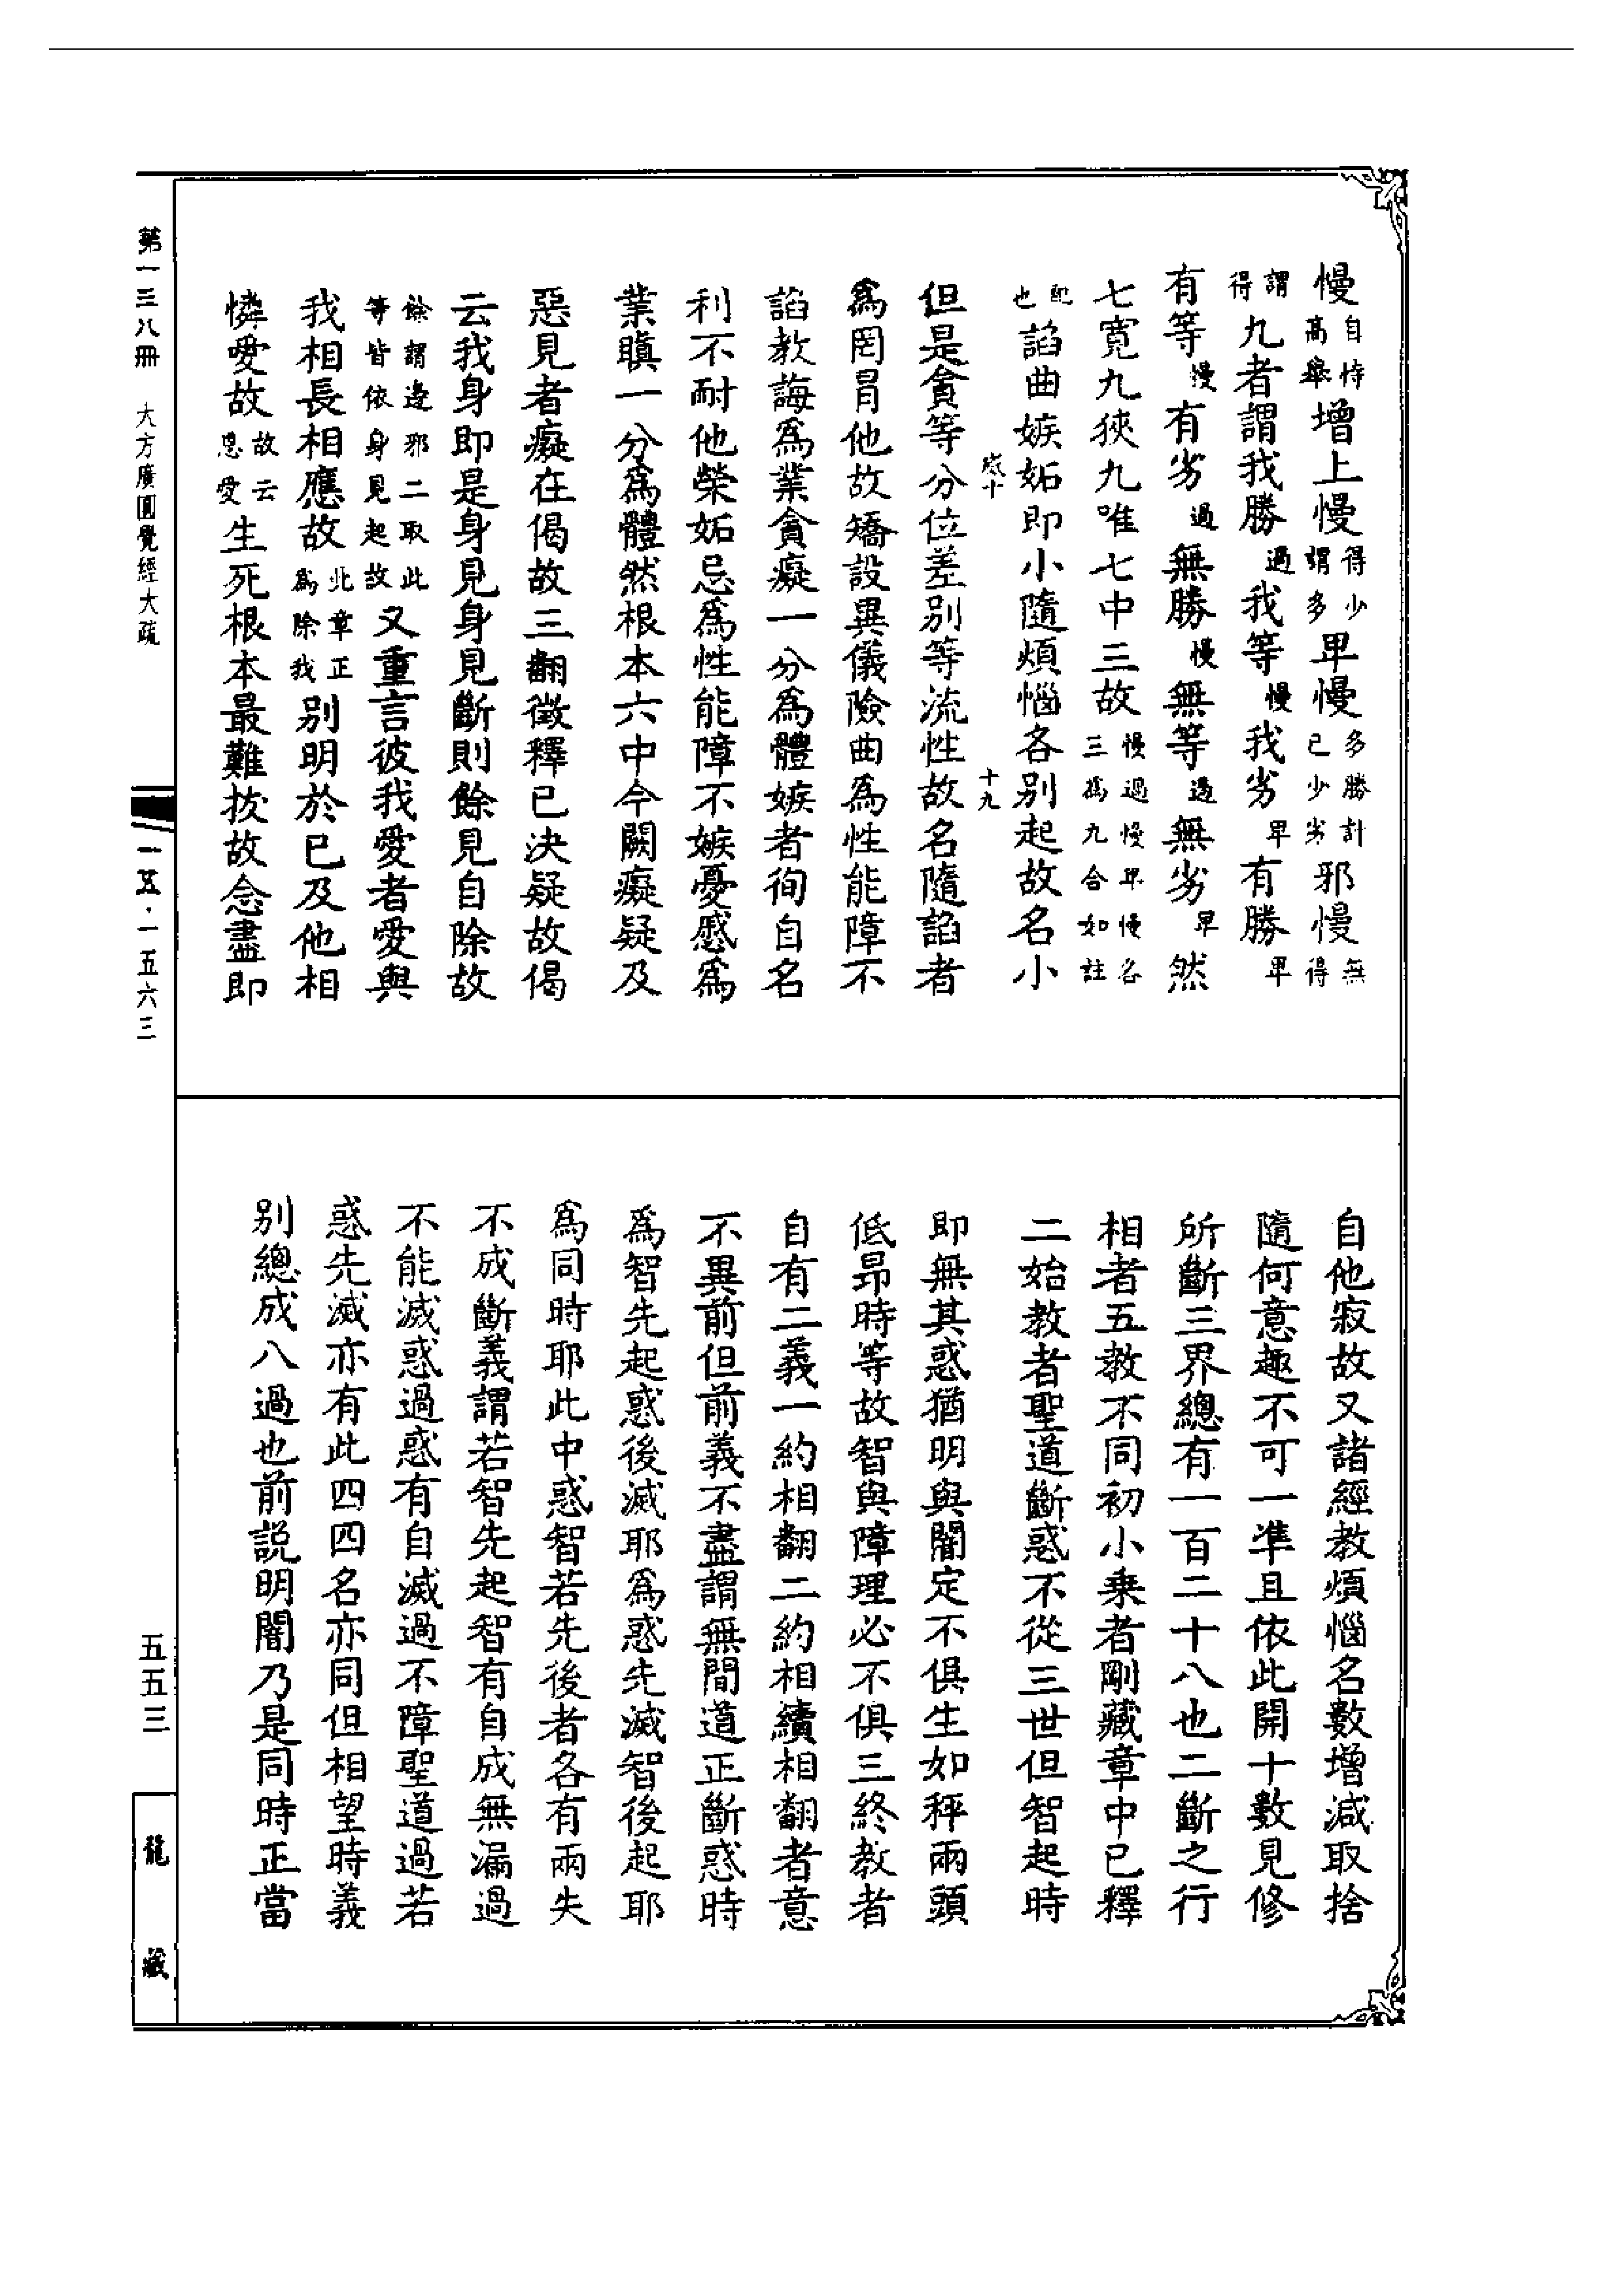 慢自恃高舉增上慢得少謂多卑慢多勝計己少劣邪慢無得
謂得九者謂我勝過我等慢我劣卑有勝卑
有等慢有劣過無勝慢無等過無劣卑然
七寬九狹九唯七中三故慢過慢卑慢各三爲九合如註
配也諂曲嫉妬即小隨煩惱各别起故名小
十九
但是貪等分位差别等流性故名隨諂者
爲罔冒他故矯設異儀險曲爲性能障不
諂教誨爲業貪癡一分爲體嫉者徇自名
利不耐他榮妬忌爲性能障不嫉憂慼爲
業瞋一分爲體然根本六中今闕癡疑及
惡見者癡在偈故三翻徵釋已決疑故偈
云我身即是身見身見斷則餘見自除故
餘謂邊邪二取此等皆依身見起故又重言彼我愛者愛與
我相長相應故此章正爲除我别明於已及他相
憐愛故故云恩愛生死根本最難拔故念盡即
自他寂故又諸經教煩惱名數增減取捨
隨何意趣不可一準且依此開十數見修
所斷三界總有一百二十八也二斷之行
相者五教不同初小乘者剛藏章中已釋
二始教者聖道斷惑不從三世但智起時
即無其惑猶明與闇定不俱生如秤兩頭
低昂時等故智與障理必不俱三終教者
自有二義一約相翻二約相續相翻者意
不異前但前義不盡謂無間道正斷惑時
爲智先起惑後滅耶爲惑先滅智後起耶
爲同時耶此中惑智若先後者各有兩失
不成斷義謂若智先起智有自成無漏過
不能滅惑過惑有自滅過不障聖道過若
惑先滅亦有此四四名亦同但相望時義
别總成八過也前説明闇乃是同時正當
第一三八冊
大方廣圓覺經大疏
一五五·一五六三
五五三
龍藏